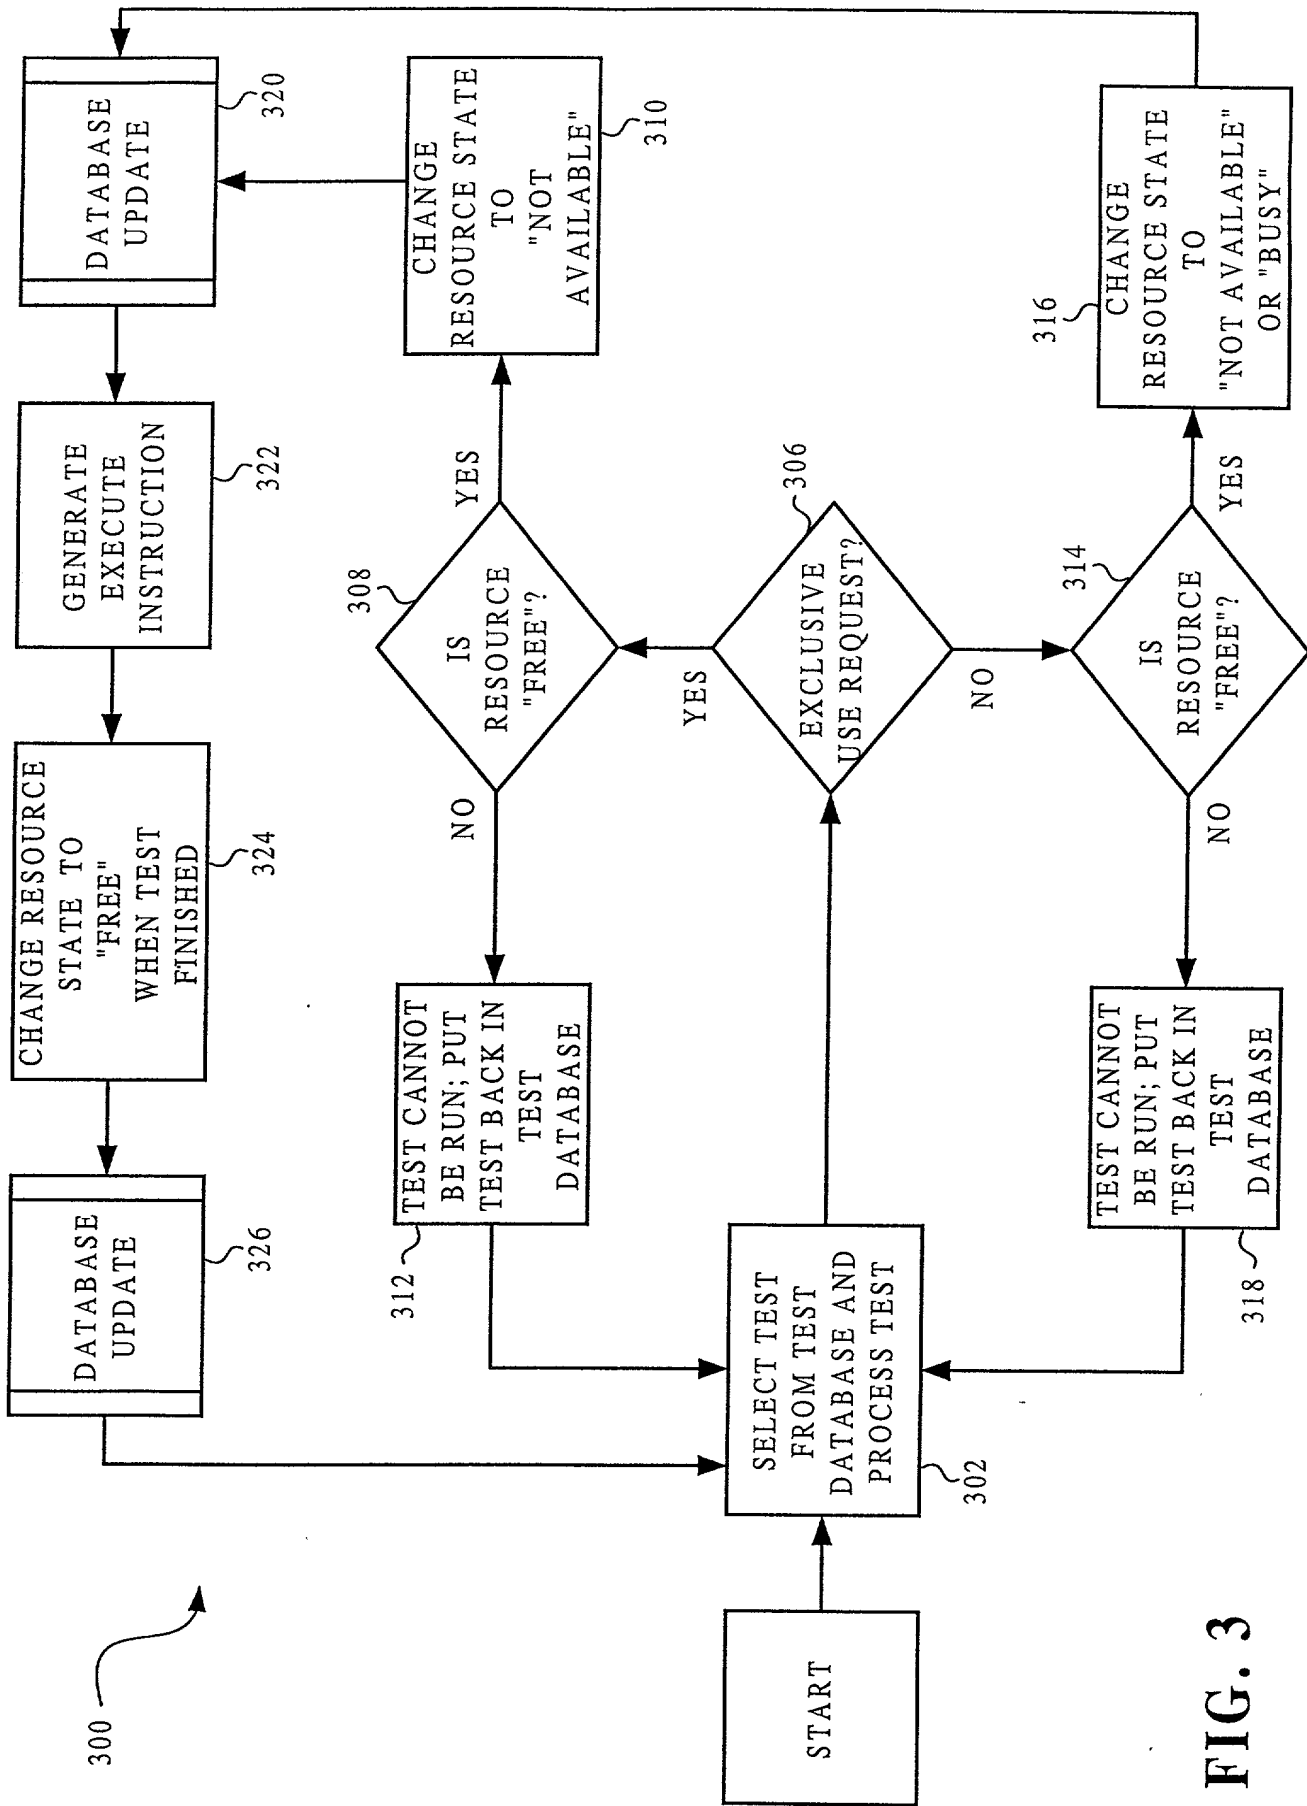 300
DATABASE
UPDATE
326
CHANGE RESOURCE
STATE TO
"FREE"
WHEN TEST
FINISHED
324
GENERATE
EXECUTE
INSTRUCTION
322
DATABASE
UPDATE
320
312
TEST CANNOT
BE RUN; PUT
TEST BACK IN
TEST
DATABASE
NO
308
IS
RESOURCE
"FREE"?
YES
CHANGE
RESOURCE STATE
TO
"NOT
AVAILABLE"
310
START
SELECT TEST
FROM TEST
DATABASE AND
PROCESS TEST
302
YES
EXCLUSIVE
USE REQUEST?
306
NO
318
TEST CANNOT
BE RUN; PUT
TEST BACK IN
TEST
DATABASE
NO
314
IS
RESOURCE
"FREE"?
YES
316
CHANGE
RESOURCE STATE
TO
"NOT AVAILABLE"
OR "BUSY"
FIG. 3